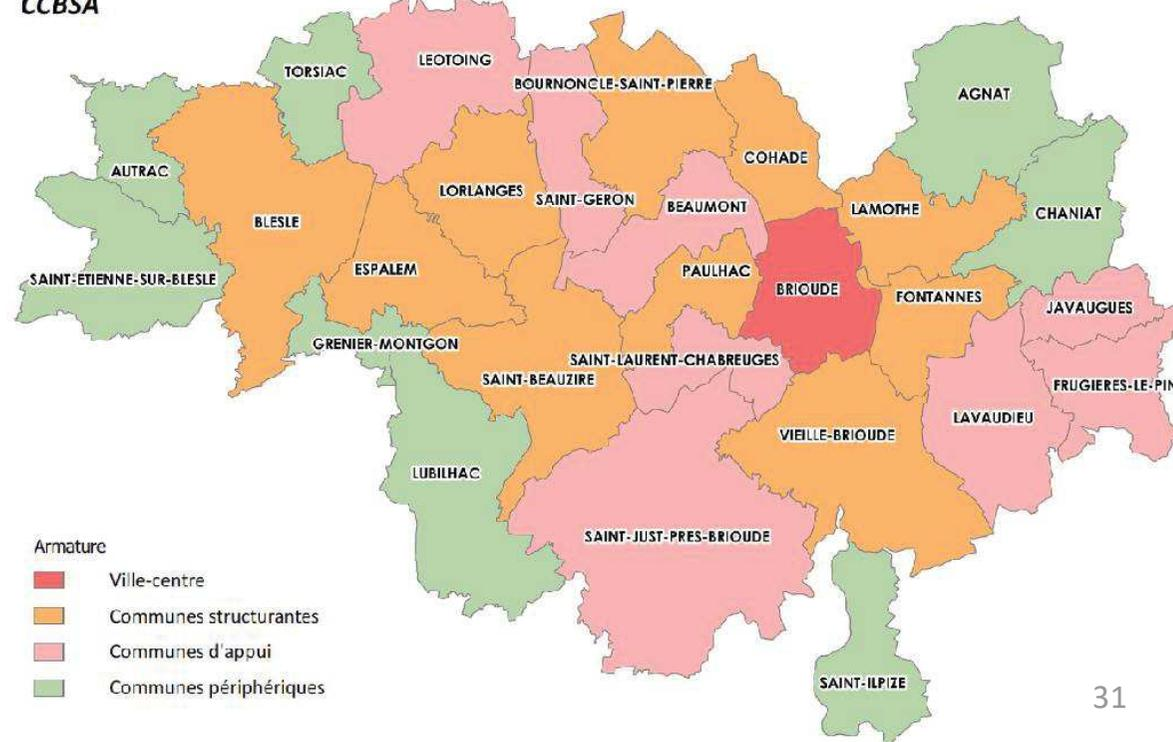 CCBSA
LEOTOING
TORSIAC
BOURNONCLE-SAINT-PIERRE
AGNAT
COHADE
AUTRAC
LORLANGES
SAINT-GERON
BEAUMONT
LAMOTHE
CHANIAT
BLESLE
ESPALEM
PAULHAC
SAINT-ETIENNE-SUR-BLESLE
BRIOUDE
FONTANNES
JAVAUGUES
GRENIER-MONTGON
SAINT-LAURENT-CHABREUGES
SAINT-BEAUZIRE
FRUGIERES-LE-PIN
LAVAUDIEU
VIEILLE-BRIOUDE
LUBILHAC
SAINT-JUST-PRES-BRIOUDE
SAINT-ILPIZE
Armature
Ville-centre
Communes structurantes
Communes d'appui
Communes périphériques
31